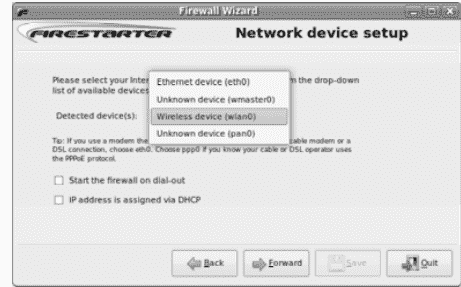 Firewall Wizard
FIRESTARTER
Network device setup
Please select your Inter
m the drop-down
list of available devices
Ethernet device (eth0)
Unknown device (wmaster0)
Detected device(s):
Wireless device (wlan0)
Unknown device (pan0)
Tip: If you use a modem the
cable modem or a
DSL connection, choose eth0. Choose ppp0 if you know your cable or DSL operator uses
the PPPoE protocol.
Start the firewall on dial-out
IP address is assigned via DHCP
Back
Forward
Save
Quit